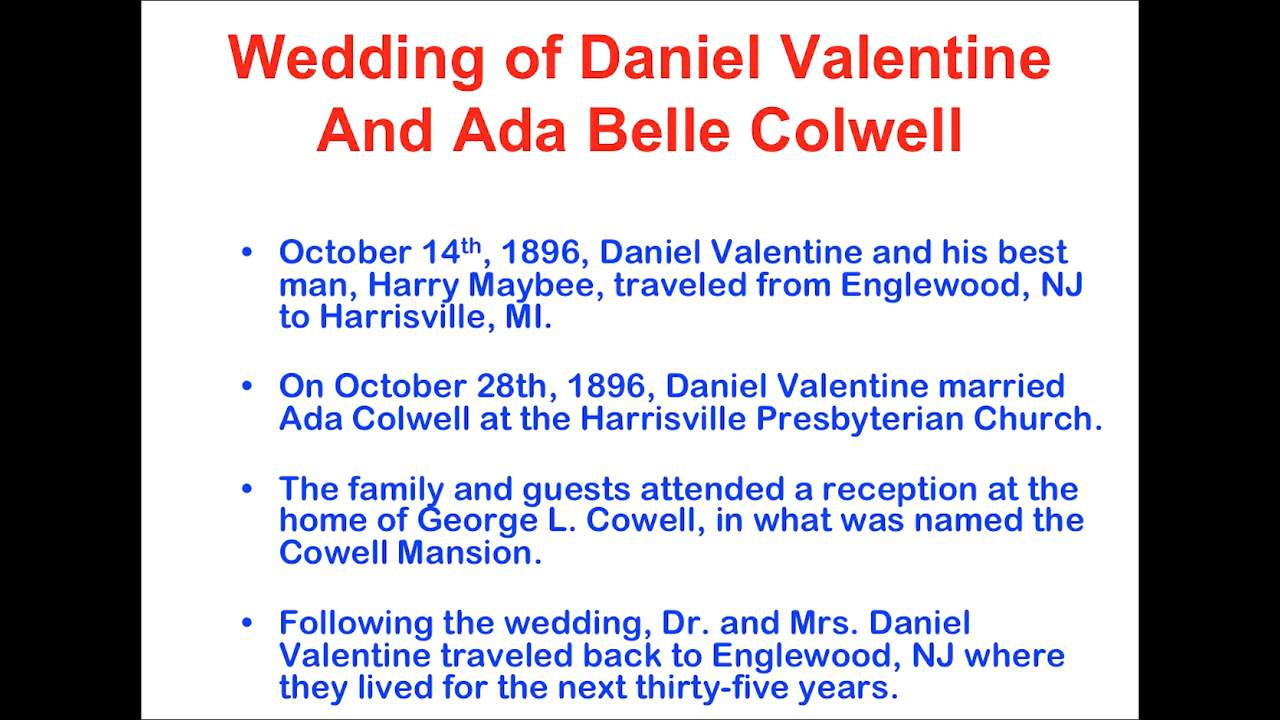 Wedding of Daniel Valentine
And Ada Belle Colwell
• October 14th, 1896, Daniel Valentine and his best
man, Harry Maybee, traveled from Englewood, NJ
to Harrisville, MI.
• On October 28th, 1896, Daniel Valentine married
Ada Colwell at the Harrisville Presbyterian Church.
• The family and guests attended a reception at the
home of George L. Cowell, in what was named the
Cowell Mansion.
• Following the wedding, Dr. and Mrs. Daniel
Valentine traveled back to Englewood, NJ where
they lived for the next thirty-five years.